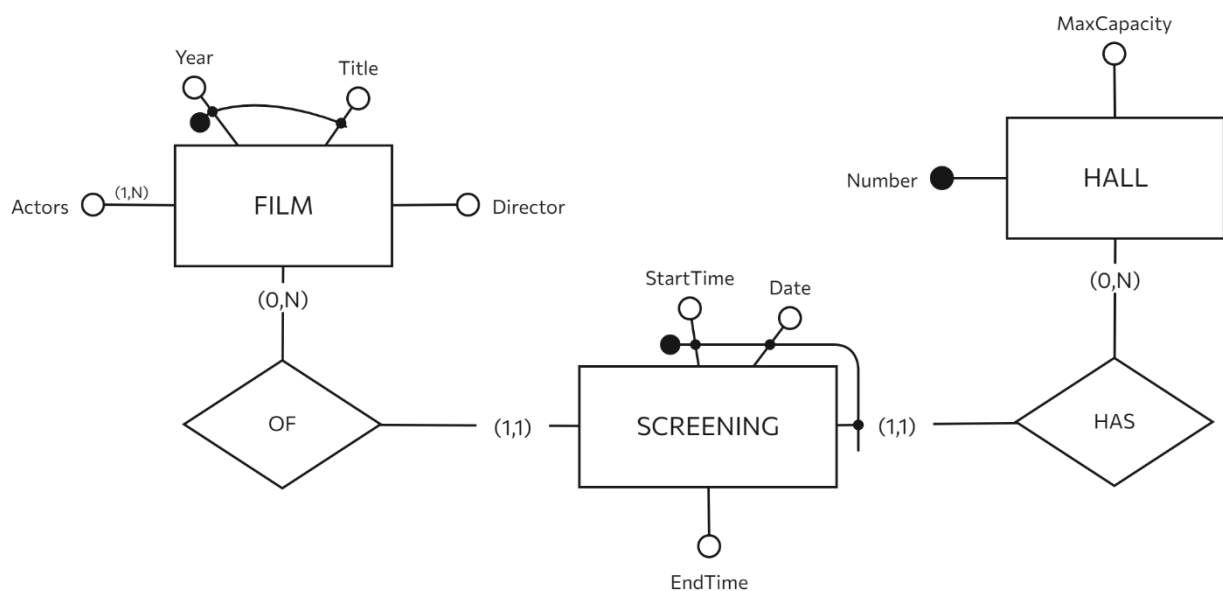 MaxCapacity
Year
Title
Number
HALL
(1,N)
Actors
FILM
Director
(0,N)
(0,N)
StartTime
Date
OF
(1,1)
SCREENING
(1,1)
HAS
EndTime